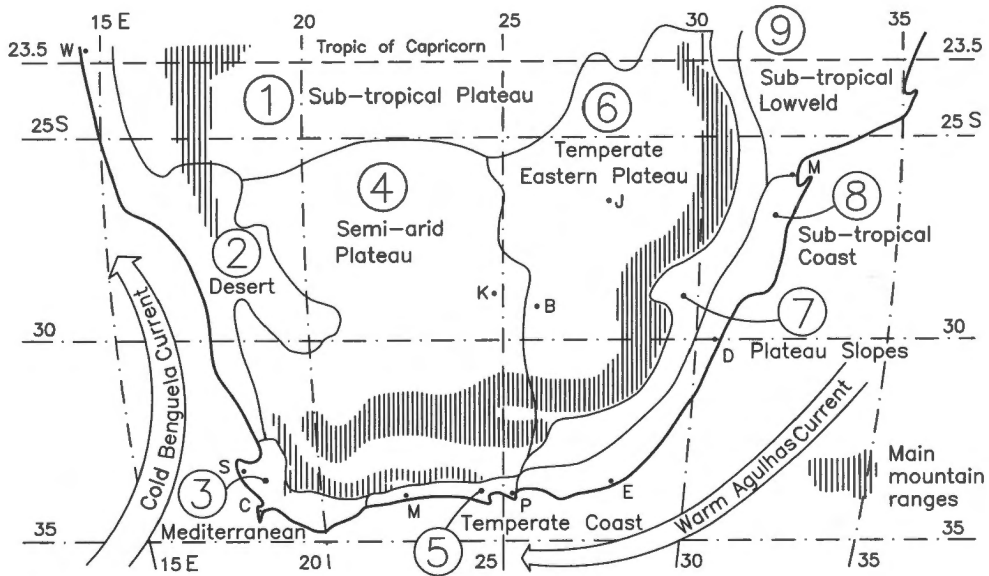 15 E
20
25
30
35
W
Tropic of Capricorn
9
23.5
23.5
1
Sub-tropical Plateau
6
Sub-tropical
Lowveld
25S
25
S
Temperate
Eastern Plateau
4
J
M
8
Semi-arid
Plateau
Sub-tropical
Coast
2
Desert
K
B
7
30
30
D
Plateau Slopes
Cold Benguela Current
Warm Agulhas Current
Main
mountain
ranges
S
3
C
Mediterranean
M
5
P
E
Temperate Coast
35
35
15 E
20
25
30
35